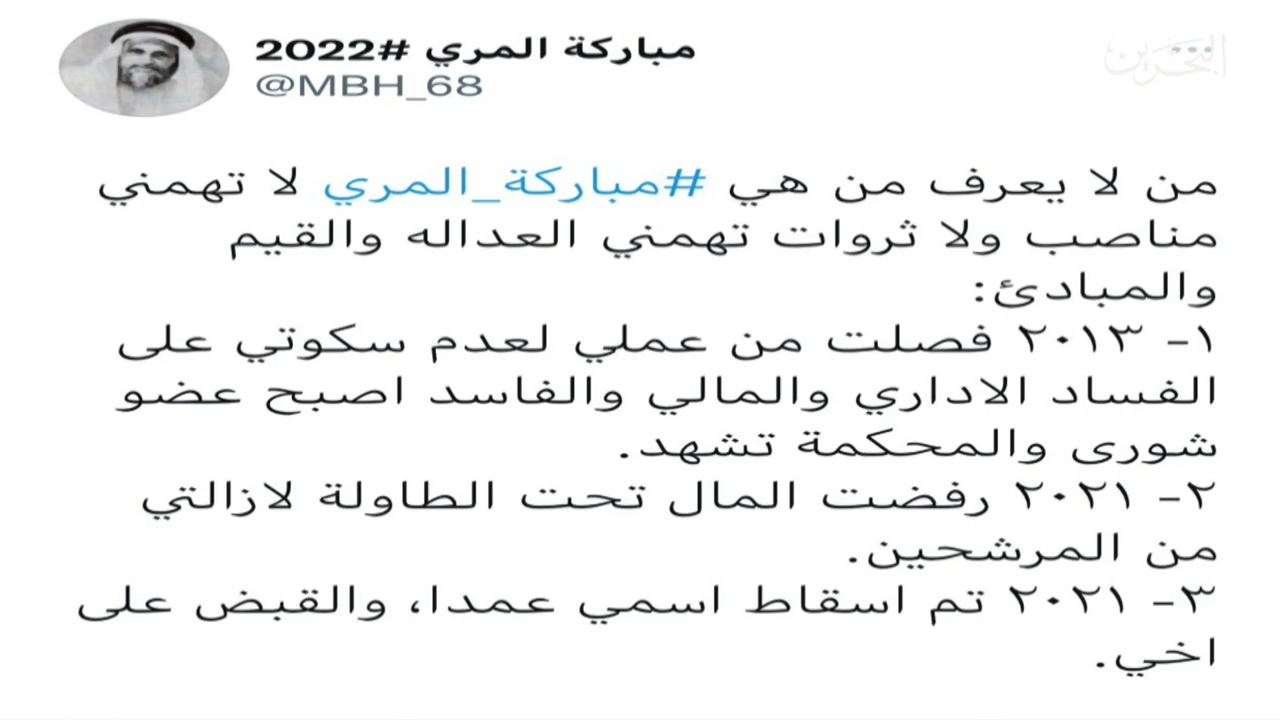 مباركة المري #2022
@MBH_68
البحرين
من لا يعرف من هي #مباركة_المري لا تهمني
مناصب ولا ثروات تهمني العداله والقيم
والمبادئ:
١- ٢٠١٣ فصلت من عملي لعدم سكوتي على
الفساد الاداري والمالي والفاسد اصبح عضو
شورى والمحكمة تشهد.
٢- ٢٠٢١ رفضت المال تحت الطاولة لازالتي
من المرشحين.
٣- ٢٠٢١ تم اسقاط اسمي عمدا، والقبض على
اخي.